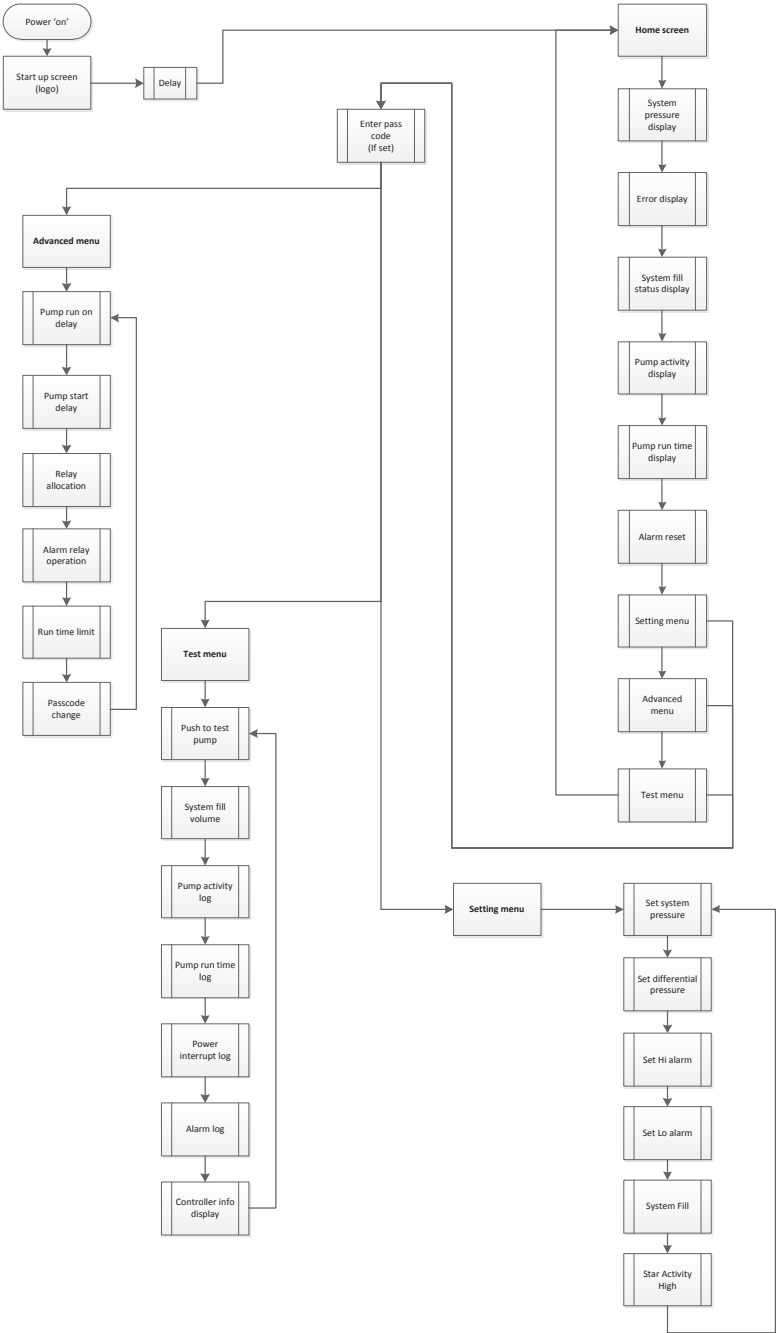 Power ‘on’
Start up screen
(logo)
Delay
Home screen
Enter pass
code
(If set)
System
pressure
display
Error display
System fill
status display
Pump activity
display
Pump run time
display
Alarm reset
Setting menu
Advanced
menu
Test menu
Advanced menu
Pump run on
delay
Pump start
delay
Relay
allocation
Alarm relay
operation
Run time limit
Passcode
change
Test menu
Push to test
pump
System fill
volume
Pump activity
log
Pump run time
log
Power
interrupt log
Alarm log
Controller info
display
Setting menu
Set system
pressure
Set differential
pressure
Set Hi alarm
Set Lo alarm
System Fill
Star Activity
High